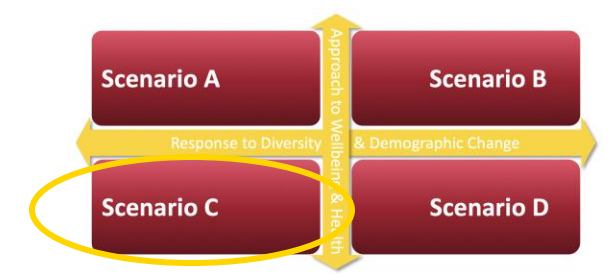 Scenario A
Scenario B
Approach to Wellbeing & Health
Response to Diversity & Demographic Change
Scenario C
Scenario D